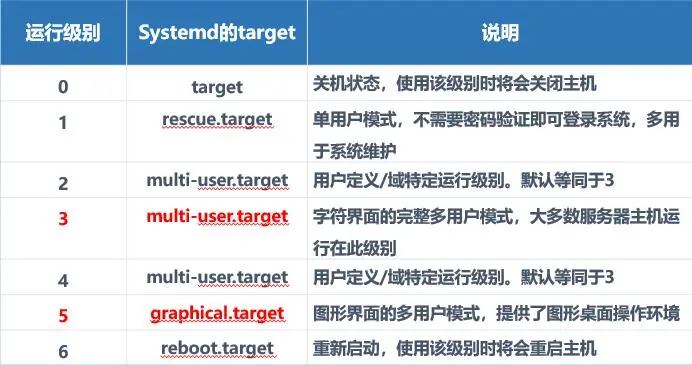 运行级别 Systemd的target 说明
0 target 关机状态，使用该级别时将会关闭主机
1 rescue.target 单用户模式，不需要密码验证即可登录系统，多用
于系统维护
2 multi-user.target 用户定义/域特定运行级别。默认等同于3
3 multi-user.target 字符界面的完整多用户模式，大多数服务器主机运
行在此级别
4 multi-user.target 用户定义/域特定运行级别。默认等同于3
5 graphical.target 图形界面的多用户模式，提供了图形桌面操作环境
6 reboot.target 重新启动，使用该级别时将会重启主机